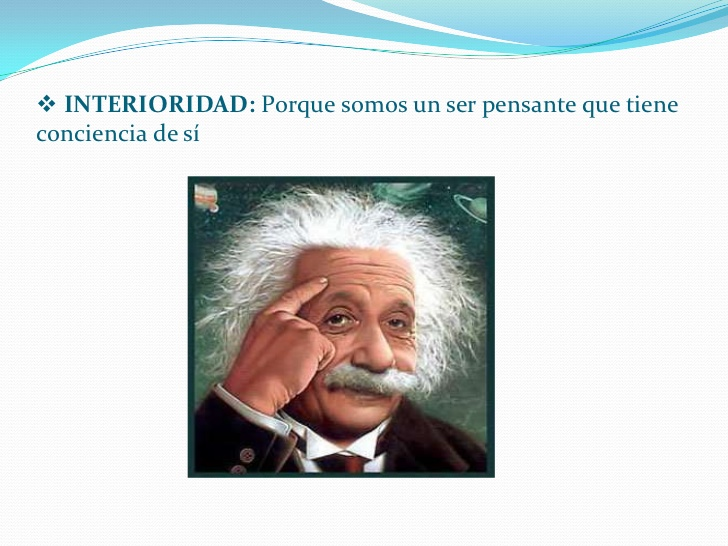 ❖ INTERIORIDAD: Porque somos un ser pensante que tiene
conciencia de sí